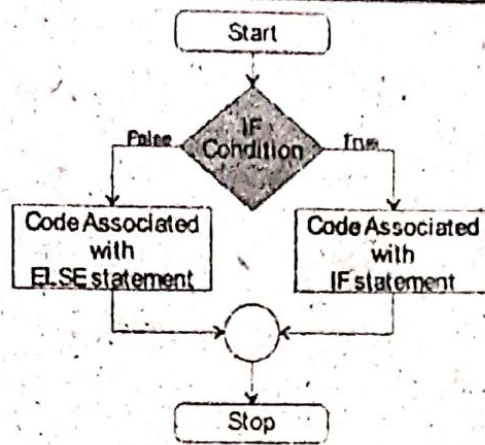 Start
IF
Condition
False
True
Code Associated
with
ELSE statement
Code Associated
with
IF statement
Stop